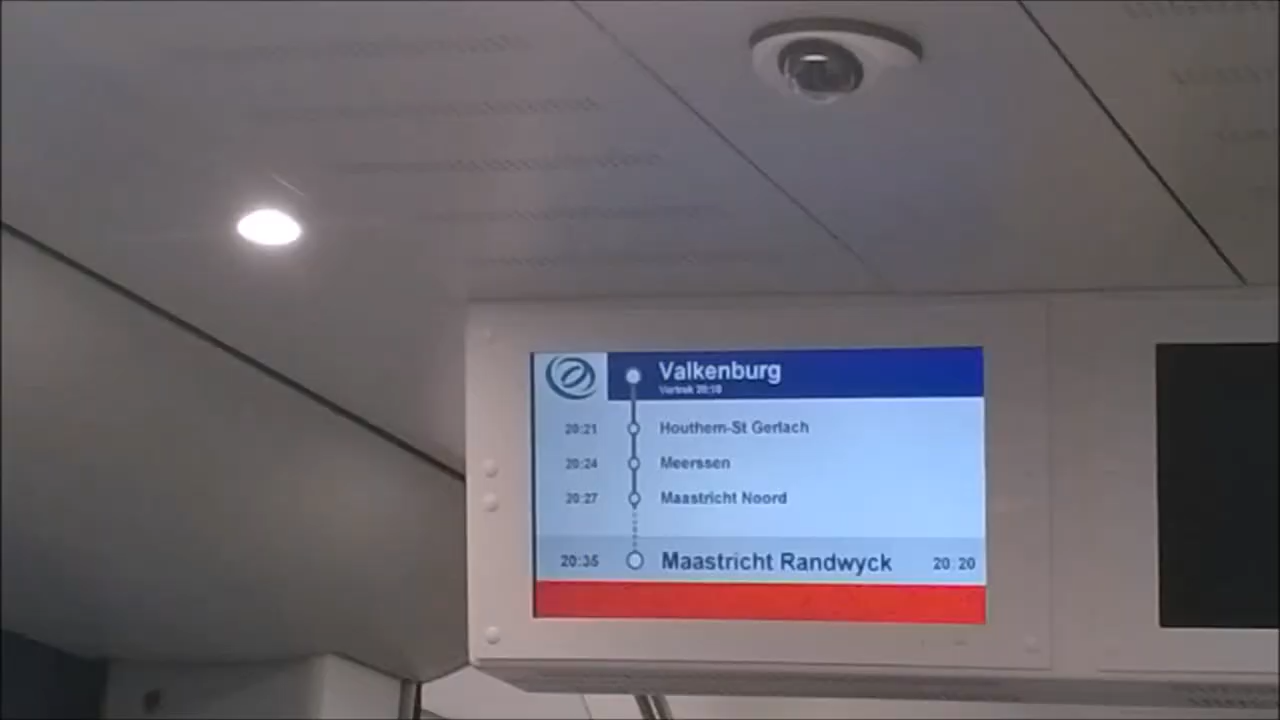 Valkenburg
Vertrek 20:18
20:21 Houthem-St Gerlach
20:24 Meerssen
20:27 Maastricht Noord
20:35 Maastricht Randwyck 20:20